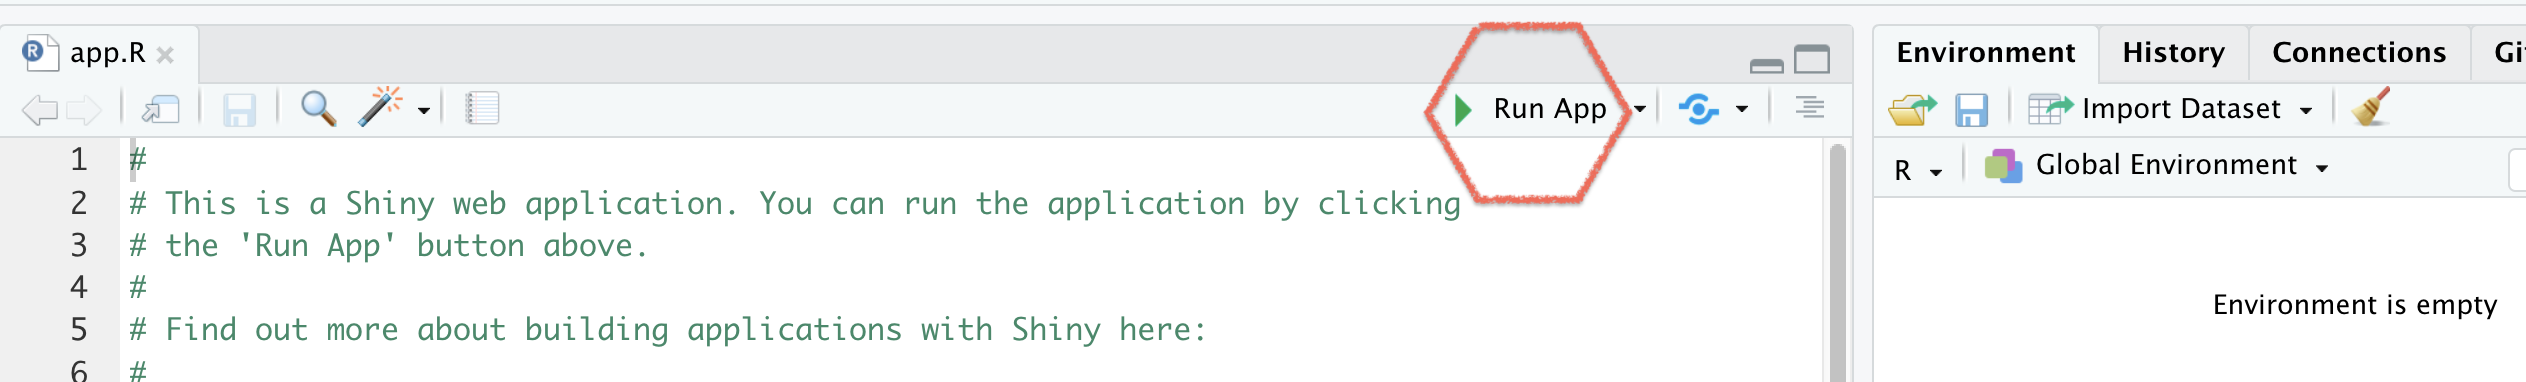 app.R
Run App
1 #
2 # This is a Shiny web application. You can run the application by clicking
3 # the 'Run App' button above.
4 #
5 # Find out more about building applications with Shiny here:
6 #
Environment History Connections Gi
Import Dataset
R Global Environment
Environment is empty